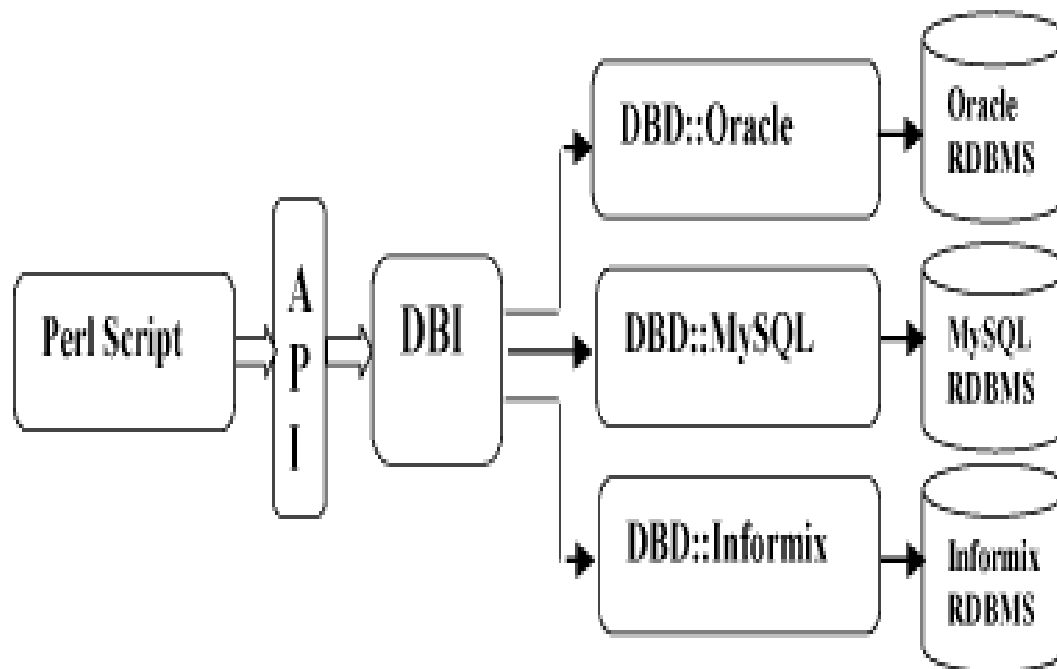 Perl Script
A
P
I
DBI
DBD::Oracle
Oracle
RDBMS
DBD::MySQL
MySQL
RDBMS
DBD::Informix
Informix
RDBMS